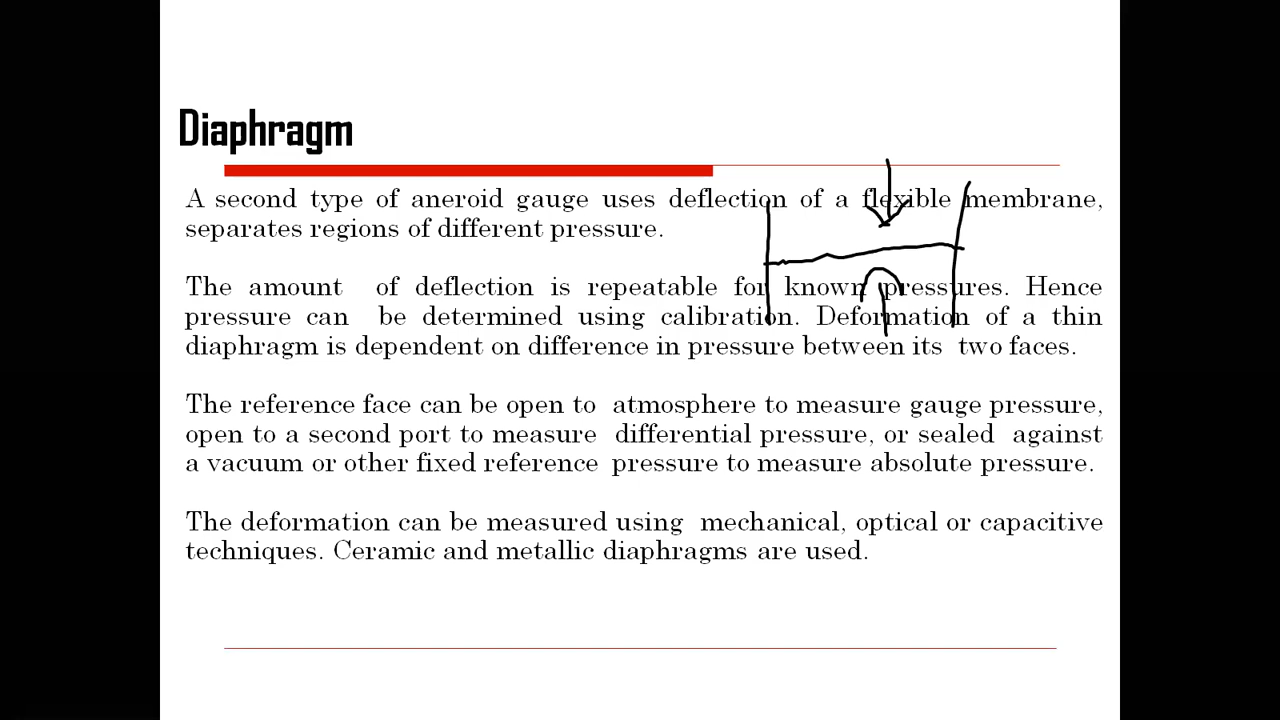 Diaphragm
A second type of aneroid gauge uses deflection of a flexible membrane,
separates regions of different pressure.
The amount of deflection is repeatable for known pressures. Hence
pressure can be determined using calibration. Deformation of a thin
diaphragm is dependent on difference in pressure between its two faces.
The reference face can be open to atmosphere to measure gauge pressure,
open to a second port to measure differential pressure, or sealed against
a vacuum or other fixed reference pressure to measure absolute pressure.
The deformation can be measured using mechanical, optical or capacitive
techniques. Ceramic and metallic diaphragms are used.